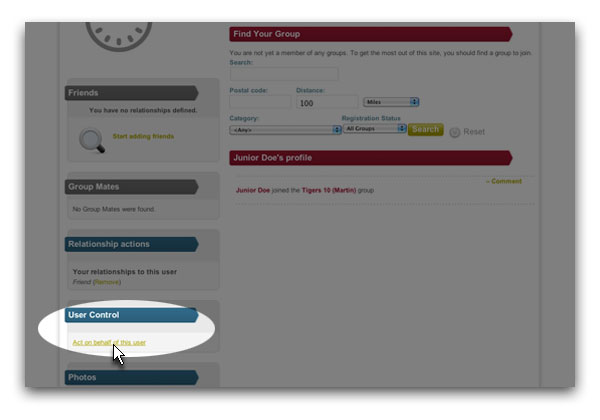 Friends
You have no relationships defined.
Start adding friends
Group Mates
No Group Mates were found.
Relationship actions
Your relationships to this user
Friend (Remove)
User Control
Act on behalf of this user
Photos
Find Your Group
You are not yet a member of any groups. To get the most out of this site, you should find a group to join.
Search:
Postal code: Distance:
100 Miles
Category: Registration Status
<Any> All Groups Search Reset
Junior Doe's profile
» Comment
Junior Doe joined the Tigers 10 (Martin) group